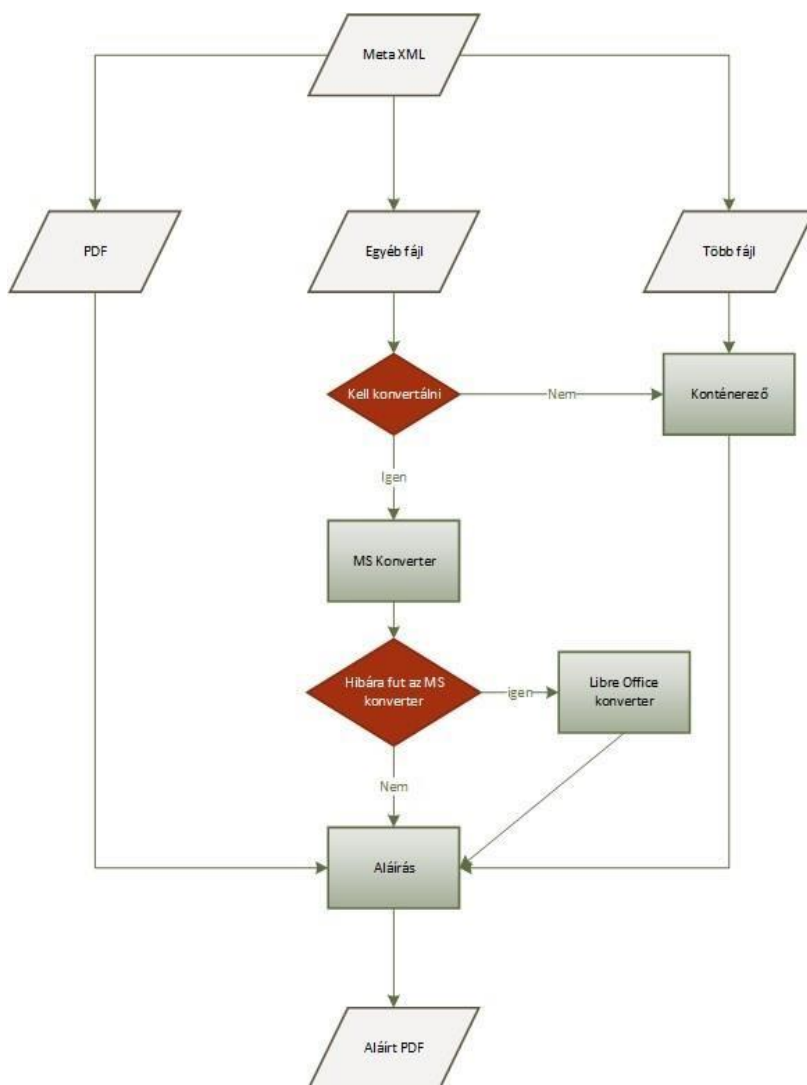 Meta XML
PDF
Egyéb fájl
Több fájl
Kell konvertálni
Nem
Konténerező
Igen
MS Konverter
Hibára fut az MS
konverter
igen
Libre Office
konverter
Nem
Aláírás
Aláírt PDF